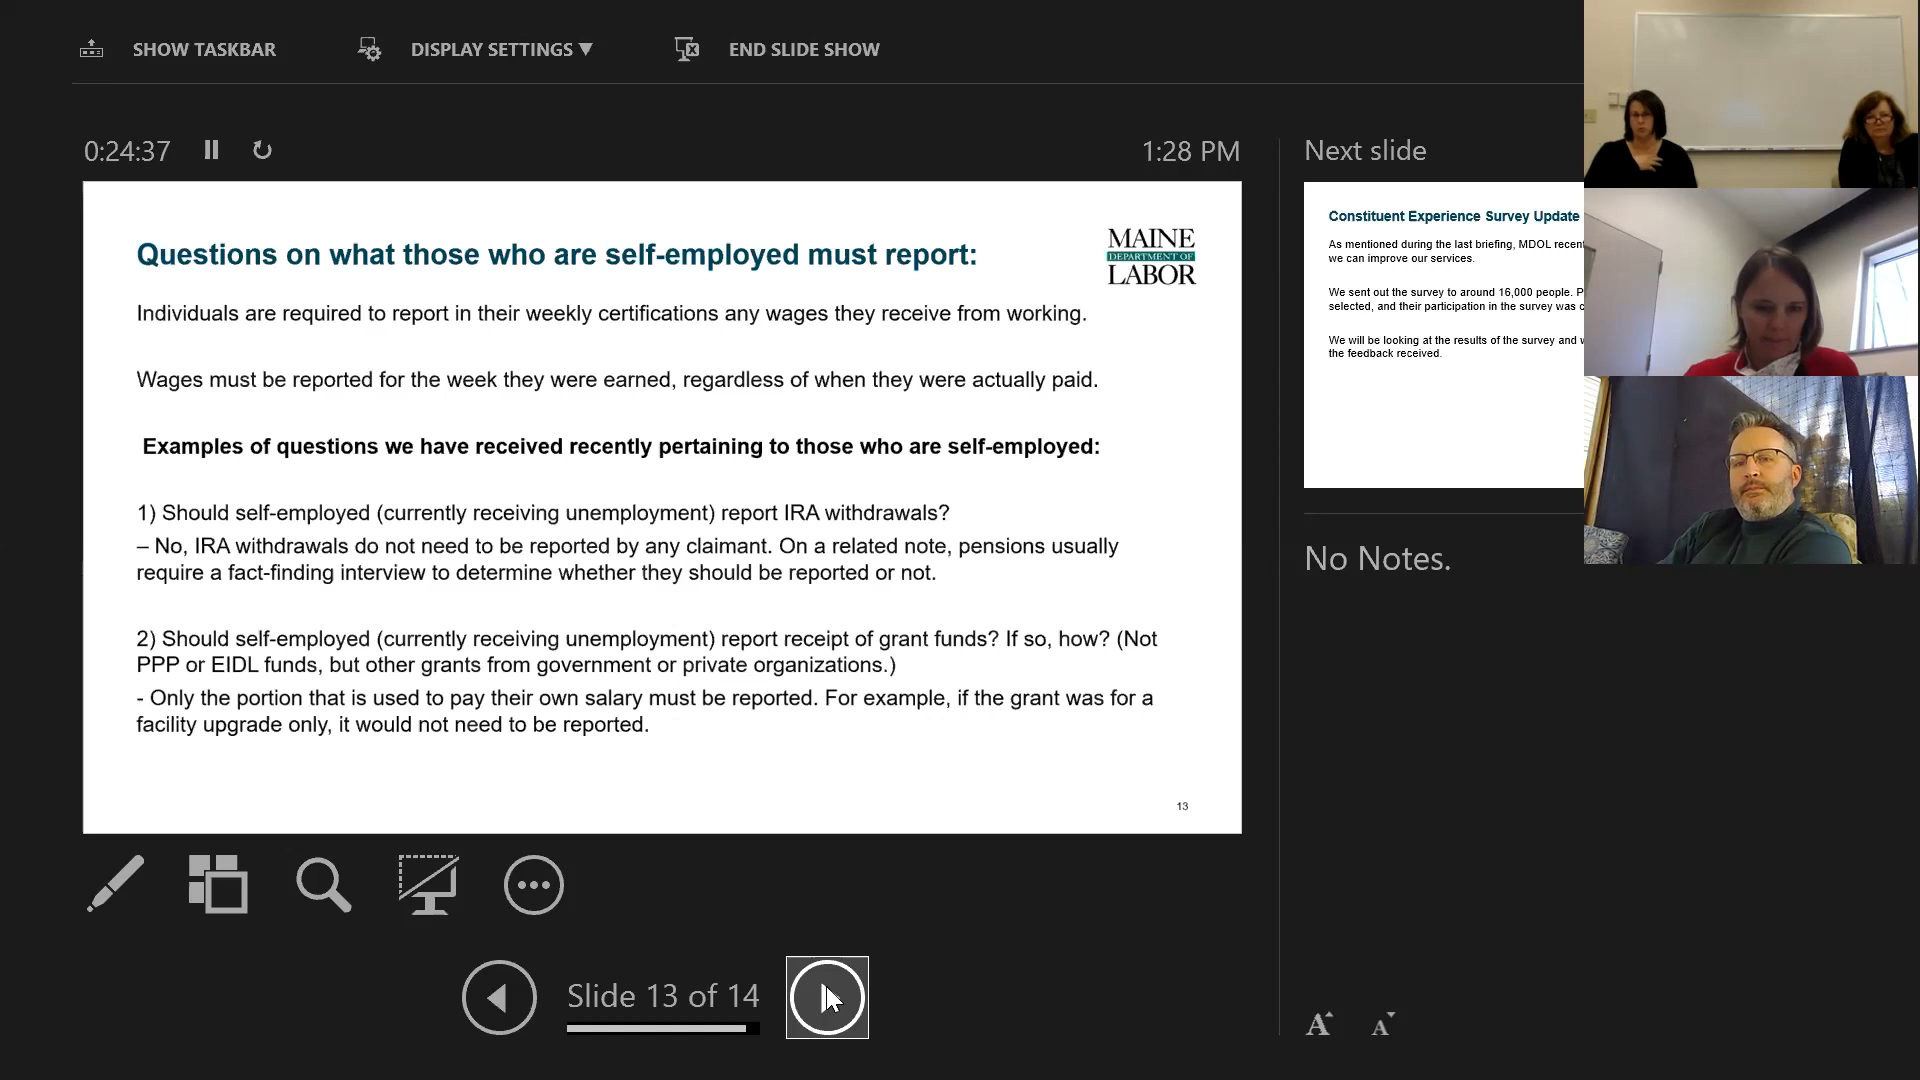 SHOW TASKBAR
DISPLAY SETTINGS ▼
END SLIDE SHOW
0:24:37
1:28 PM
Questions on what those who are self-employed must report:
MAINE
DEPARTMENT OF
LABOR
Individuals are required to report in their weekly certifications any wages they receive from working.
Wages must be reported for the week they were earned, regardless of when they were actually paid.
Examples of questions we have received recently pertaining to those who are self-employed:
1) Should self-employed (currently receiving unemployment) report IRA withdrawals?
– No, IRA withdrawals do not need to be reported by any claimant. On a related note, pensions usually
require a fact-finding interview to determine whether they should be reported or not.
2) Should self-employed (currently receiving unemployment) report receipt of grant funds? If so, how? (Not
PPP or EIDL funds, but other grants from government or private organizations.)
- Only the portion that is used to pay their own salary must be reported. For example, if the grant was for a
facility upgrade only, it would not need to be reported.
13
Slide 13 of 14
Next slide
Constituent Experience Survey Update
As mentioned during the last briefing, MDOL
we can improve our services.
We sent out the survey to around 16,000 people.
selected, and their participation in the survey was
We will be looking at the results of the survey and
the feedback received.
No Notes.
A A